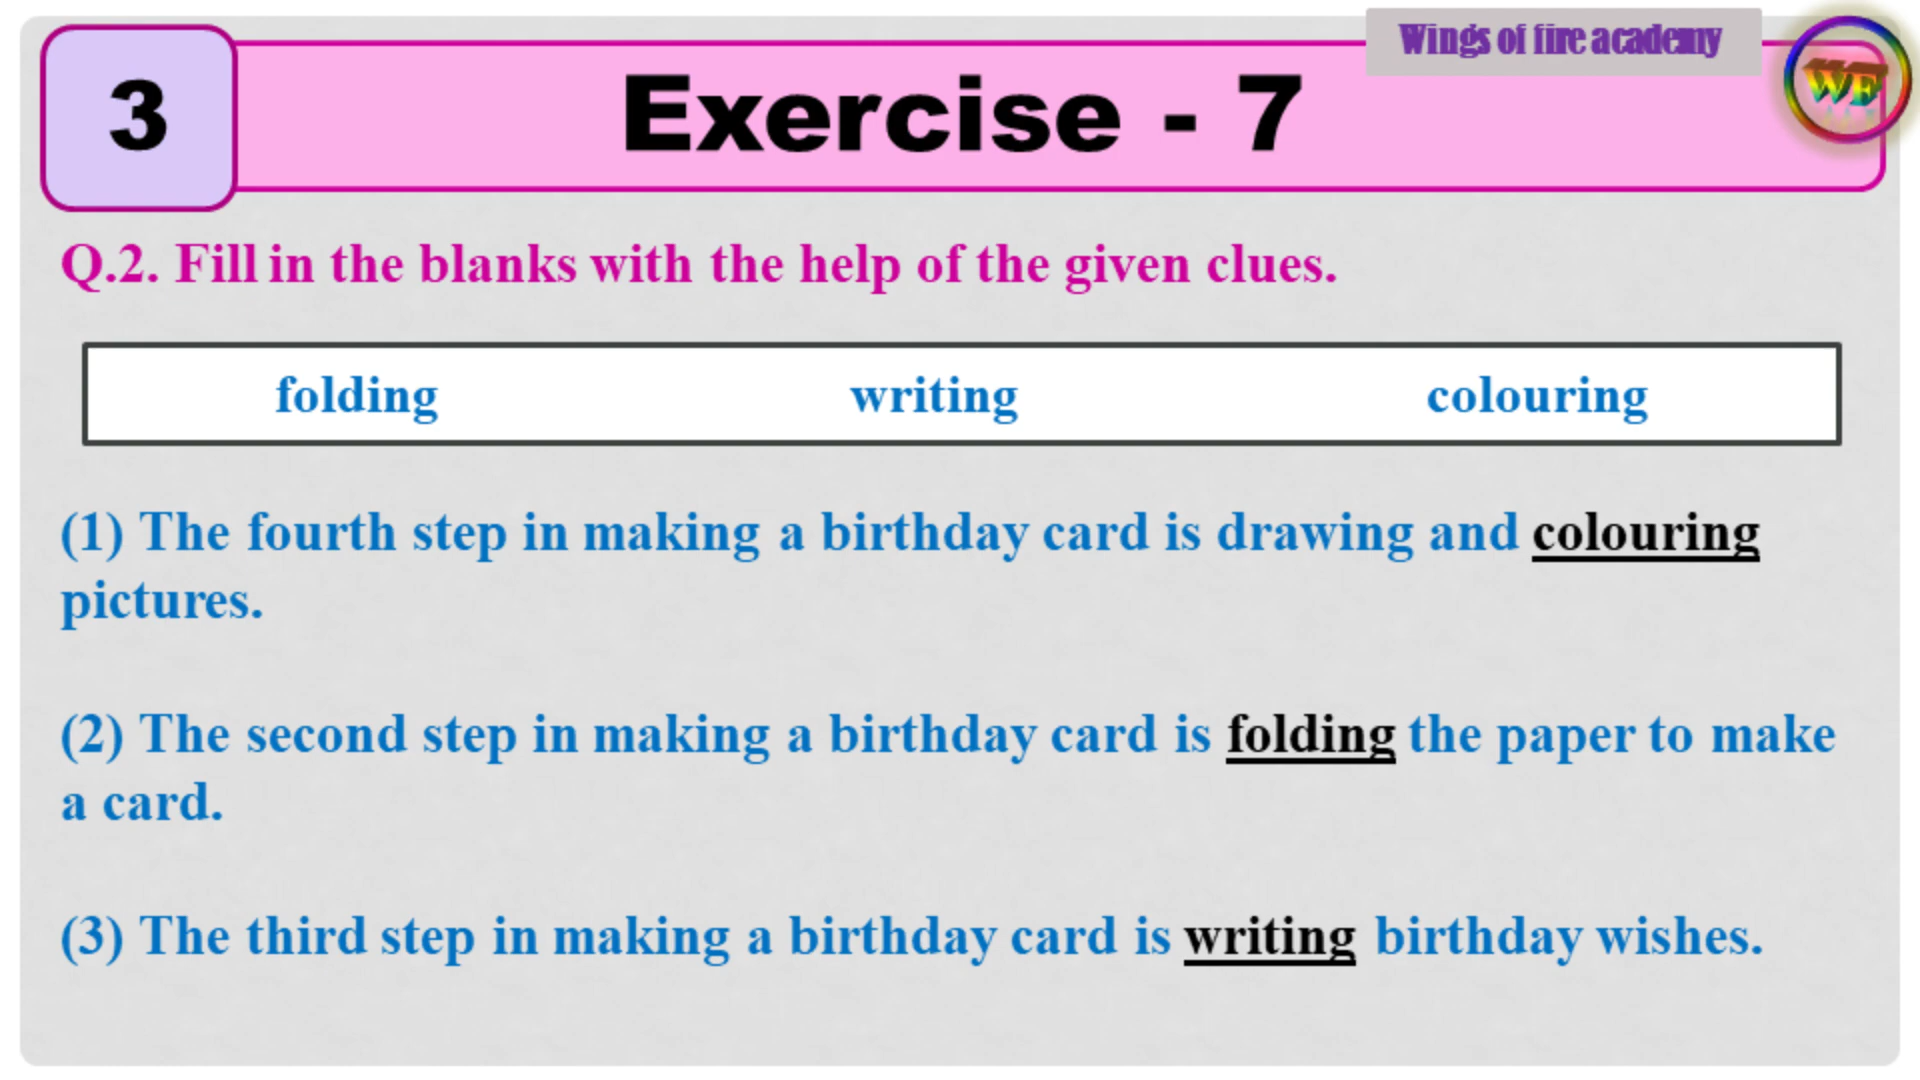 Wings of fire academy
WF
3
Exercise - 7
Q.2. Fill in the blanks with the help of the given clues.
folding writing colouring
(1) The fourth step in making a birthday card is drawing and colouring
pictures.
(2) The second step in making a birthday card is folding the paper to make
a card.
(3) The third step in making a birthday card is writing birthday wishes.